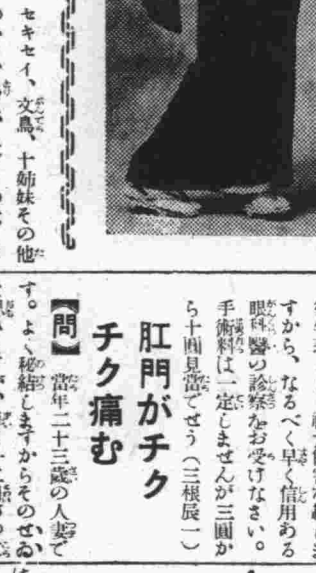 セキセイ、文鳥、十姉妹その他
すから、なるべく早く信用ある
眼科醫の診察をお受けなさい。
手術料は一定しませんが三圓か
ら十圓見當でせう（三根辰一）
肛門がチク
チク痛む
【問】 當年二十三歳の人妻で
す。よく秘結しますからそのせゐ